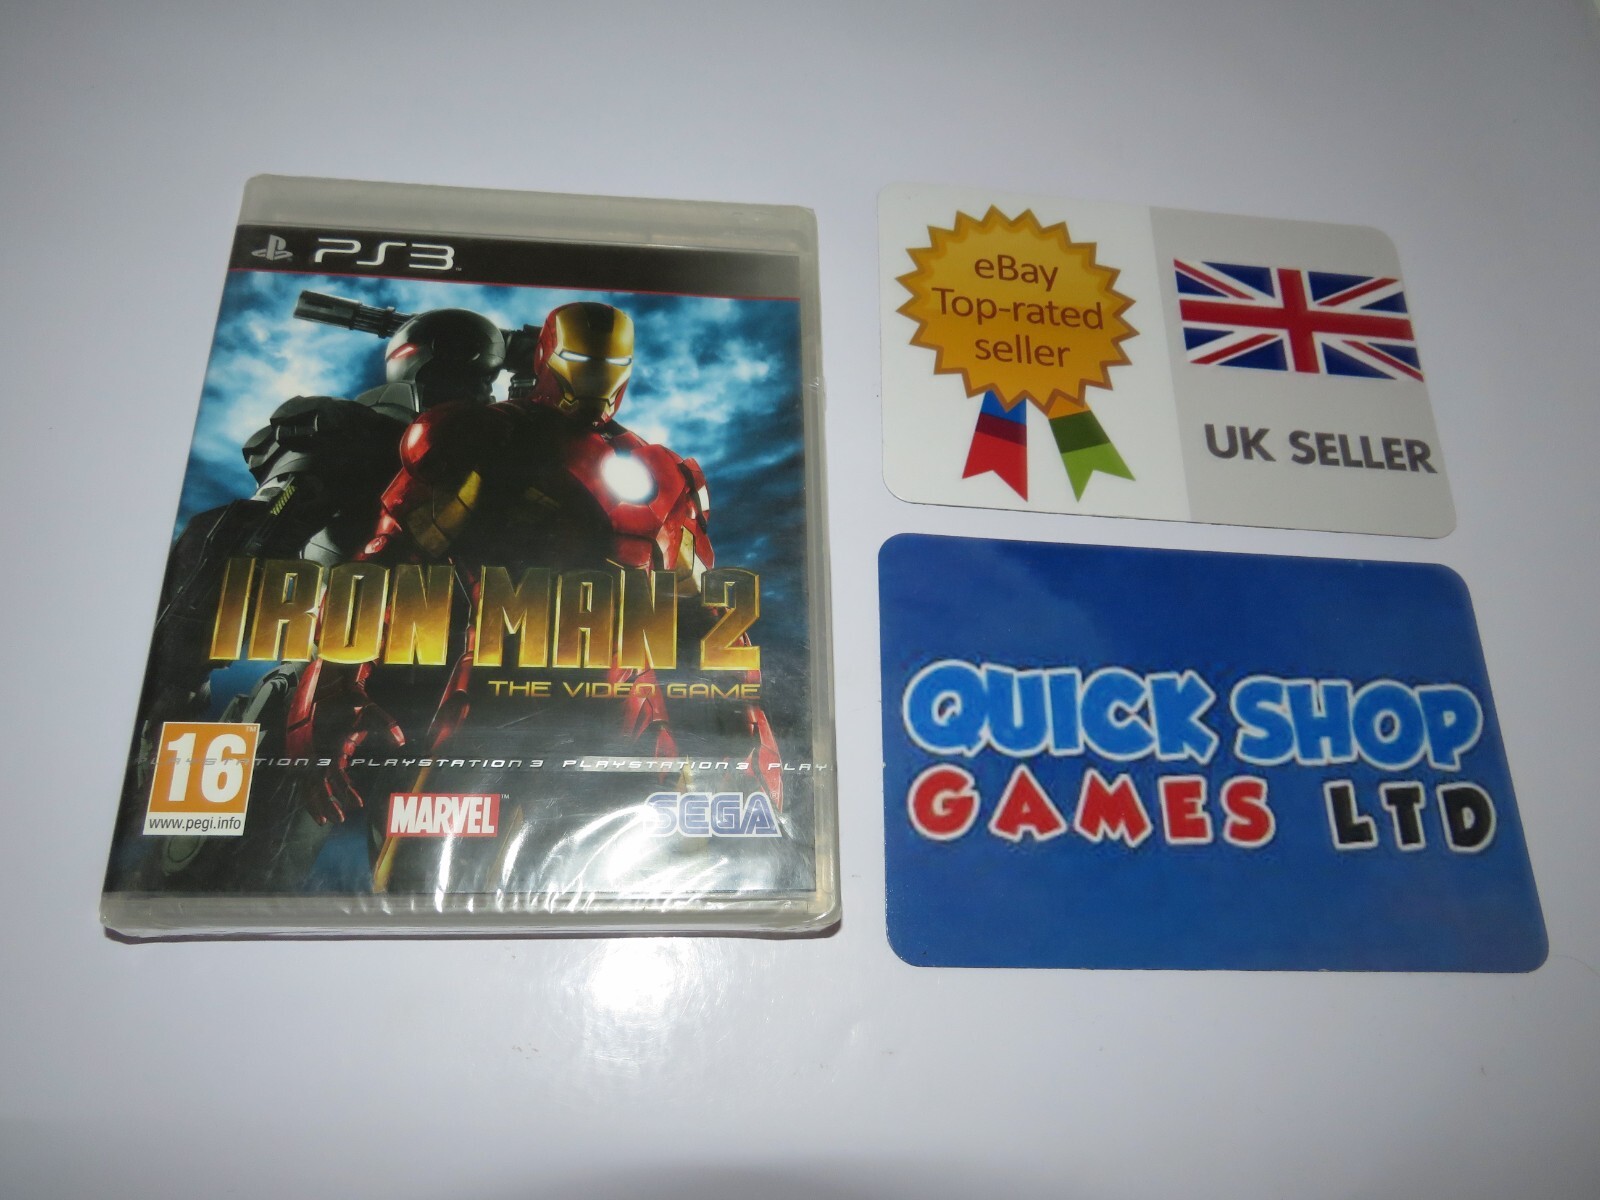 PS3
IRON MAN 2
THE VIDEO GAME
PLAYSTATION 3 PLAYSTATION 3 PLAYSTATION 3 PLAY
16
www.pegi.info
MARVEL
SEGA
eBay
Top-rated
seller
UK SELLER
QUICK SHOP
GAMES LTD